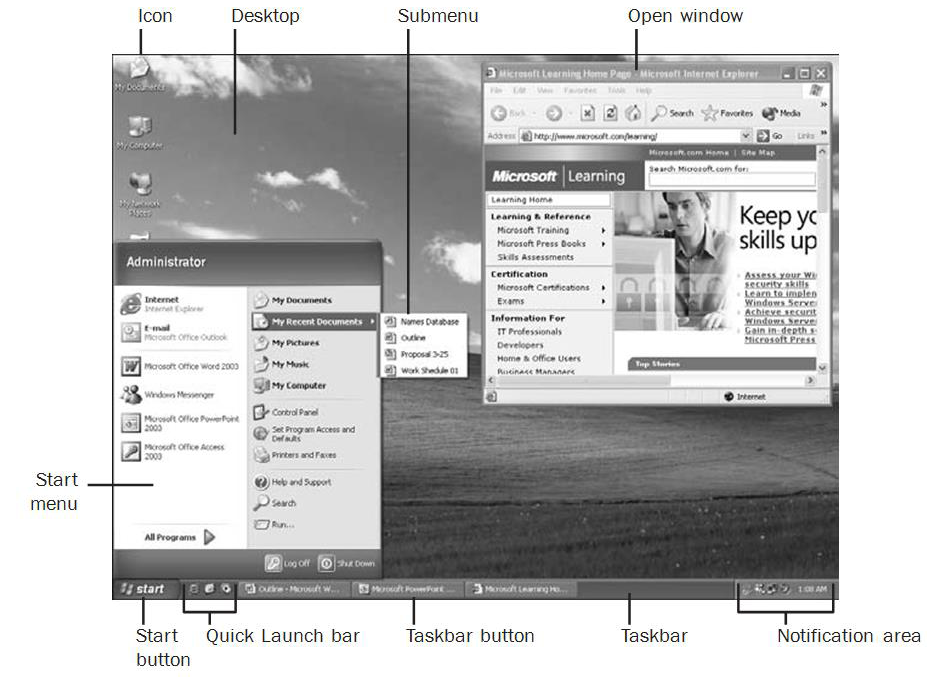 Icon
Desktop
Submenu
Open window
My Documents
My Computer
My Network
Places
Microsoft Learning Home Page - Microsoft Internet Explorer
File Edit View Favorites Tools Help
Back Search Favorites Media »
Address http://www.microsoft.com/learning/ Go Links »
Microsoft.com Home | Site Map
Microsoft | Learning
Search Microsoft.com for:
Learning Home
Learning & Reference
Microsoft Training
Microsoft Press Books
Skills Assessments
Certification
Microsoft Certifications
Exams
Information For
IT Professionals
Developers
Home & Office Users
Business Managers
Keep yo
skills up
Assess your Wi
security skills
Learn to implen
Windows Serve
Achieve securit
Windows Serve
Gain in-depth s
Microsoft Press
Top Stories
Internet
Administrator
Internet
Internet Explorer
E-mail
Microsoft Office Outlook
Microsoft Office Word 2003
Windows Messenger
Microsoft Office PowerPoint
2003
Microsoft Office Access
2003
All Programs
My Documents
My Recent Documents
My Pictures
My Music
My Computer
Control Panel
Set Program Access and
Defaults
Printers and Faxes
Help and Support
Search
Run...
Names Database
Outline
Proposal 3-25
Work Shedule 01
Log Off Shut Down
Start
menu
start
Outline - Microsoft W...
Microsoft PowerPoint ...
Microsoft Learning Ho...
1:08 AM
Start
button
Quick Launch bar
Taskbar button
Taskbar
Notification area